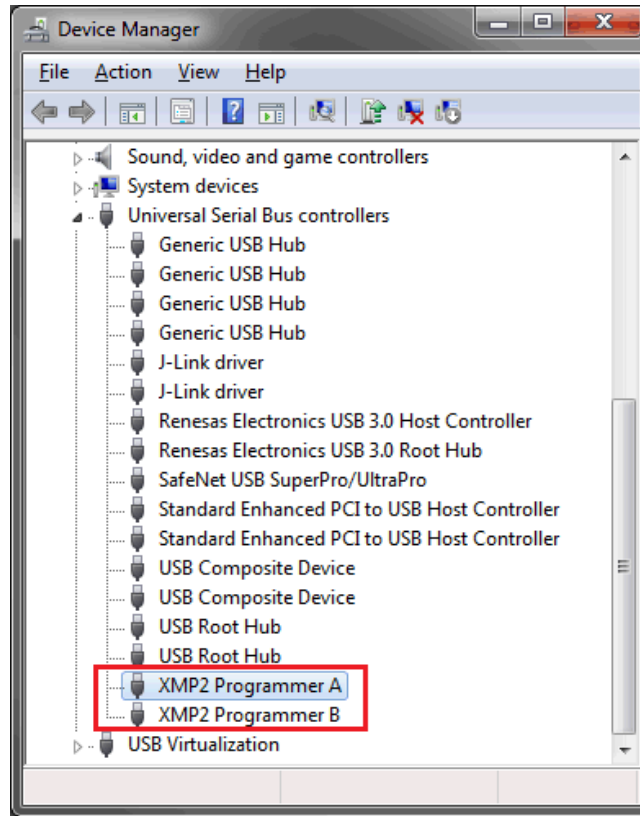 Device Manager
File Action View Help
Sound, video and game controllers
System devices
Universal Serial Bus controllers
Generic USB Hub
Generic USB Hub
Generic USB Hub
Generic USB Hub
J-Link driver
J-Link driver
Renesas Electronics USB 3.0 Host Controller
Renesas Electronics USB 3.0 Root Hub
SafeNet USB SuperPro/UltraPro
Standard Enhanced PCI to USB Host Controller
Standard Enhanced PCI to USB Host Controller
USB Composite Device
USB Composite Device
USB Root Hub
USB Root Hub
XMP2 Programmer A
XMP2 Programmer B
USB Virtualization